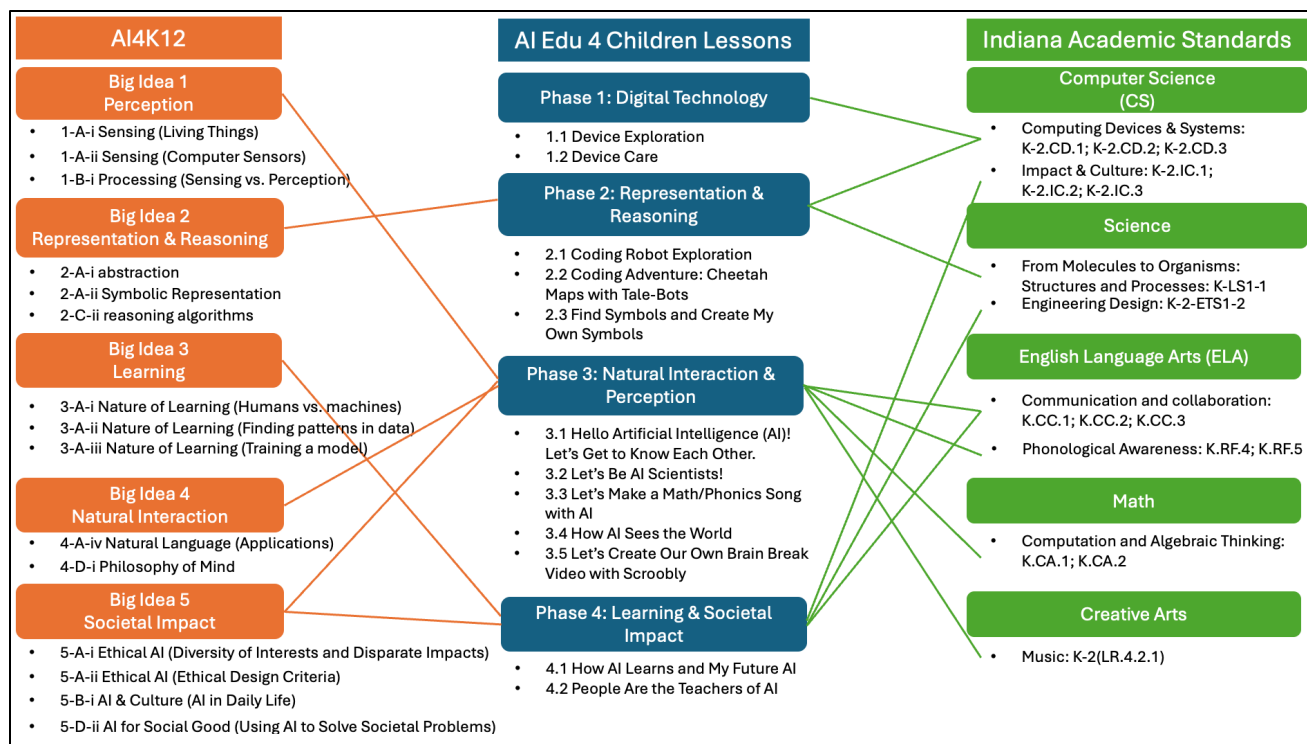 AI4K12
Big Idea 1
Perception
• 1-A-i Sensing (Living Things)
• 1-A-ii Sensing (Computer Sensors)
• 1-B-i Processing (Sensing vs. Perception)
Big Idea 2
Representation & Reasoning
• 2-A-i abstraction
• 2-A-ii Symbolic Representation
• 2-C-ii reasoning algorithms
Big Idea 3
Learning
• 3-A-i Nature of Learning (Humans vs. machines)
• 3-A-ii Nature of Learning (Finding patterns in data)
• 3-A-iii Nature of Learning (Training a model)
Big Idea 4
Natural Interaction
• 4-A-iv Natural Language (Applications)
• 4-D-i Philosophy of Mind
Big Idea 5
Societal Impact
• 5-A-i Ethical AI (Diversity of Interests and Disparate Impacts)
• 5-A-ii Ethical AI (Ethical Design Criteria)
• 5-B-i AI & Culture (AI in Daily Life)
• 5-D-ii AI for Social Good (Using AI to Solve Societal Problems)
AI Edu 4 Children Lessons
Phase 1: Digital Technology
• 1.1 Device Exploration
• 1.2 Device Care
Phase 2: Representation &
Reasoning
• 2.1 Coding Robot Exploration
• 2.2 Coding Adventure: Cheetah
Maps with Tale-Bots
• 2.3 Find Symbols and Create My
Own Symbols
Phase 3: Natural Interaction &
Perception
• 3.1 Hello Artificial Intelligence (AI)!
Let's Get to Know Each Other.
• 3.2 Let's Be AI Scientists!
• 3.3 Let's Make a Math/Phonics Song
with AI
• 3.4 How AI Sees the World
• 3.5 Let's Create Our Own Brain Break
Video with Scroobly
Phase 4: Learning & Societal
Impact
• 4.1 How AI Learns and My Future AI
• 4.2 People Are the Teachers of AI
Indiana Academic Standards
Computer Science
(CS)
• Computing Devices & Systems:
K-2.CD.1; K-2.CD.2; K-2.CD.3
• Impact & Culture: K-2.IC.1;
K-2.IC.2; K-2.IC.3
Science
• From Molecules to Organisms:
Structures and Processes: K-LS1-1
• Engineering Design: K-2-ETS1-2
English Language Arts (ELA)
• Communication and collaboration:
K.CC.1; K.CC.2; K.CC.3
• Phonological Awareness: K.RF.4; K.RF.5
Math
• Computation and Algebraic Thinking:
K.CA.1; K.CA.2
Creative Arts
• Music: K-2(LR.4.2.1)